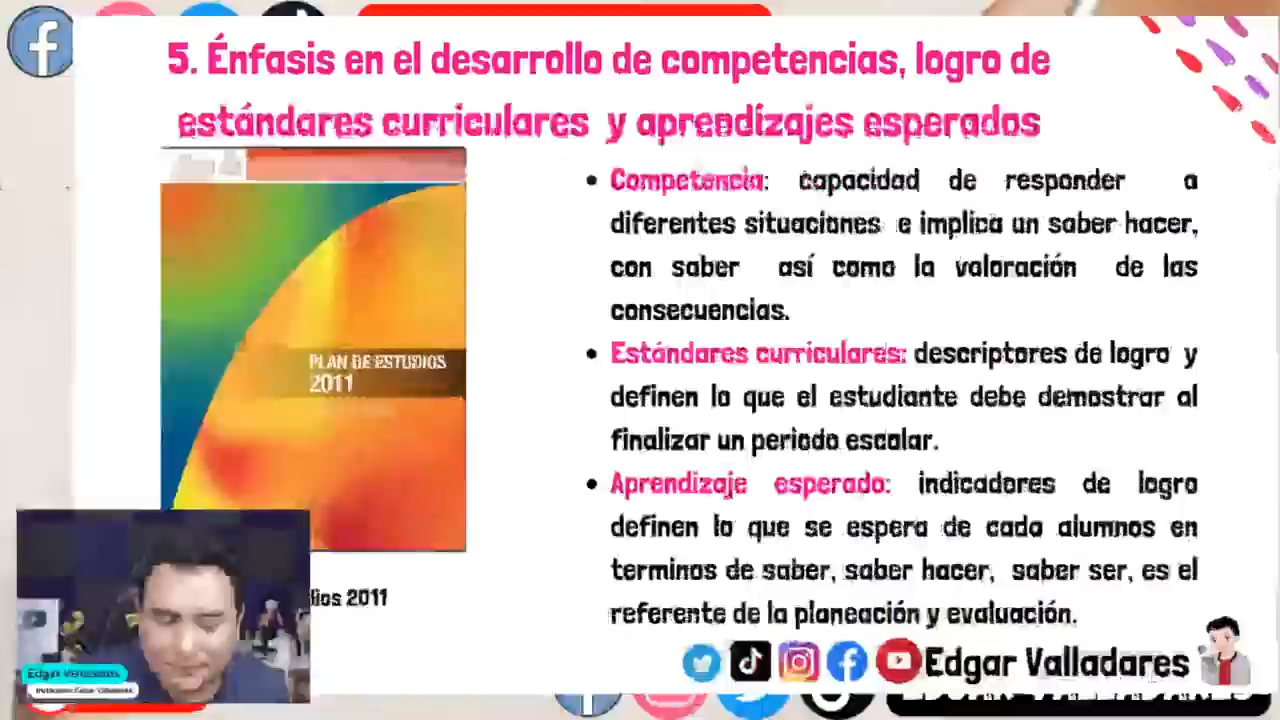 5. Énfasis en el desarrollo de competencias, logro de
estándares curriculares y aprendizajes esperados
PLAN DE ESTUDIOS
2011
• Competencia: capacidad de responder a
diferentes situaciones e implica un saber hacer,
con saber así como la valoración de las
consecuencias.
• Estándares curriculares: descriptores de logro y
definen lo que el estudiante debe demostrar al
finalizar un periodo escolar.
• Aprendizaje esperado: indicadores de logro
definen lo que se espera de cada alumnos en
terminos de saber, saber hacer, saber ser, es el
referente de la planeación y evaluación.
2011
Edgar Valladares
Edgar Valladares